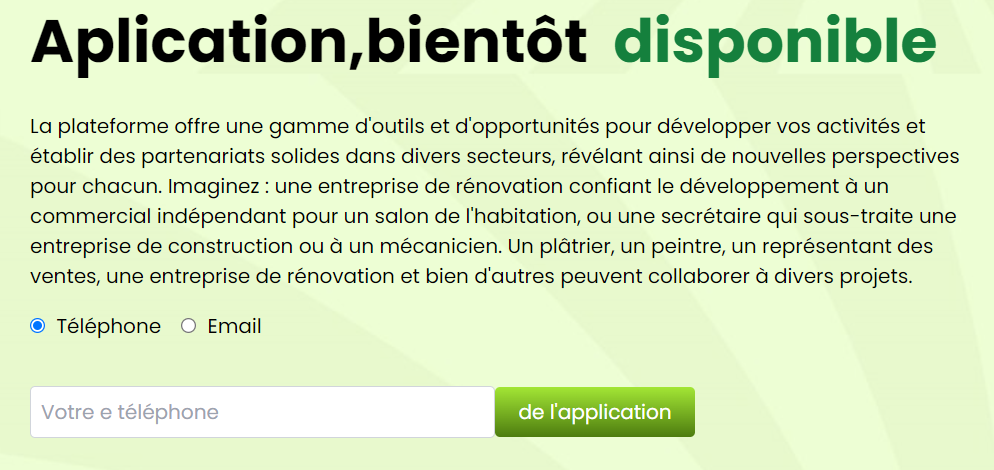 Aplication,bientôt disponible
La plateforme offre une gamme d'outils et d'opportunités pour développer vos activités et
établir des partenariats solides dans divers secteurs, révélant ainsi de nouvelles perspectives
pour chacun. Imaginez : une entreprise de rénovation confiant le développement à un
commercial indépendant pour un salon de l'habitation, ou une secrétaire qui sous-traite une
entreprise de construction ou à un mécanicien. Un plâtrier, un peintre, un représentant des
ventes, une entreprise de rénovation et bien d'autres peuvent collaborer à divers projets.
Téléphone Email
Votre e téléphone de l'application